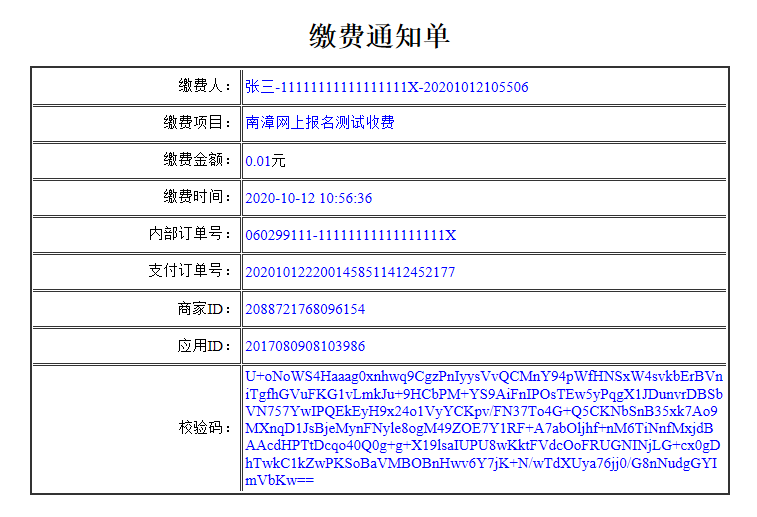 缴费通知单
缴费人： 张三-11111111111111111X-20201012105506
缴费项目： 南漳网上报名测试收费
缴费金额： 0.01元
缴费时间： 2020-10-12 10:56:36
内部订单号： 060299111-11111111111111111X
支付订单号： 2020101222001458511412452177
商家ID： 2088721768096154
应用ID： 2017080908103986
校验码： U+oNoWS4Haaag0xnhwq9CgzPnIyysVvQCMnY94pWfHNSxW4svkbErBVn
iTgfhGVuFKG1vLmkJu+9HCbPM+YS9AiFnIPOsTEw5yPqgX1JDunvrDBSb
VN757YwIPQEkEyH9x24o1VyYCKpv/FN37To4G+Q5CKNbSnB35xk7Ao9
MXnqD1JsBjeMynFNyle8ogM49ZOE7Y1RF+A7abOljhf+nM6TiNnfMxjdB
AAcdHPTtDcqo40Q0g+g+X19lsaIUPU8wKktFVdcOoFRUGNINjLG+cx0gD
hTwkC1kZwPKSoBaVMBOBnHwv6Y7jK+N/wTdXUya76jj0/G8nNudgGYI
mVbKw==